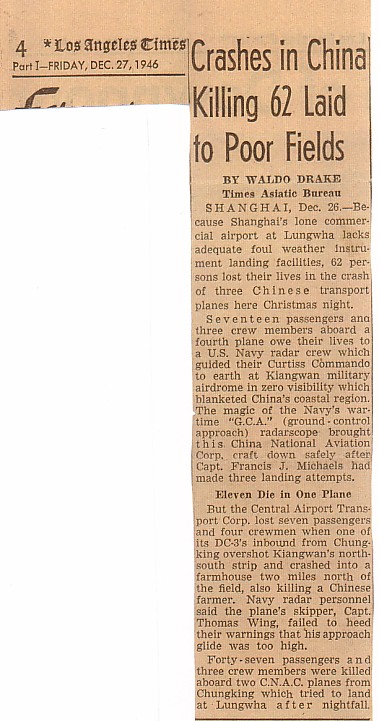 4 *Los Angeles Times
Part I—FRIDAY, DEC. 27, 1946
Crashes in China
Killing 62 Laid
to Poor Fields
BY WALDO DRAKE
Times Asiatic Bureau
SHANGHAI, Dec. 26.—Be-
cause Shanghai's lone commer-
cial airport at Lungwha lacks
adequate foul weather instru-
ment landing facilities, 62 per-
sons lost their lives in the crash
of three Chinese transport
planes here Christmas night.
Seventeen passengers and
three crew members aboard a
fourth plane owe their lives to
a U.S. Navy radar crew which
guided their Curtiss Commando
to earth at Kiangwan military
airdrome in zero visibility which
blanketed China's coastal region.
The magic of the Navy's war-
time "G.C.A." (ground-control
approach) radarscope brought
this China National Aviation
Corp. craft down safely after
Capt. Francis J. Michaels had
made three landing attempts.
Eleven Die in One Plane
But the Central Airport Trans-
port Corp. lost seven passengers
and four crewmen when one of
its DC-3's inbound from Chung-
king overshot Kiangwan's north-
south strip and crashed into a
farmhouse two miles north of
the field, also killing a Chinese
farmer. Navy radar personnel
said the plane's skipper, Capt.
Thomas Wing, failed to heed
their warnings that his approach
glide was too high.
Forty-seven passengers and
three crew members were killed
aboard two C.N.A.C. planes from
Chungking which tried to land
at Lungwha after nightfall.